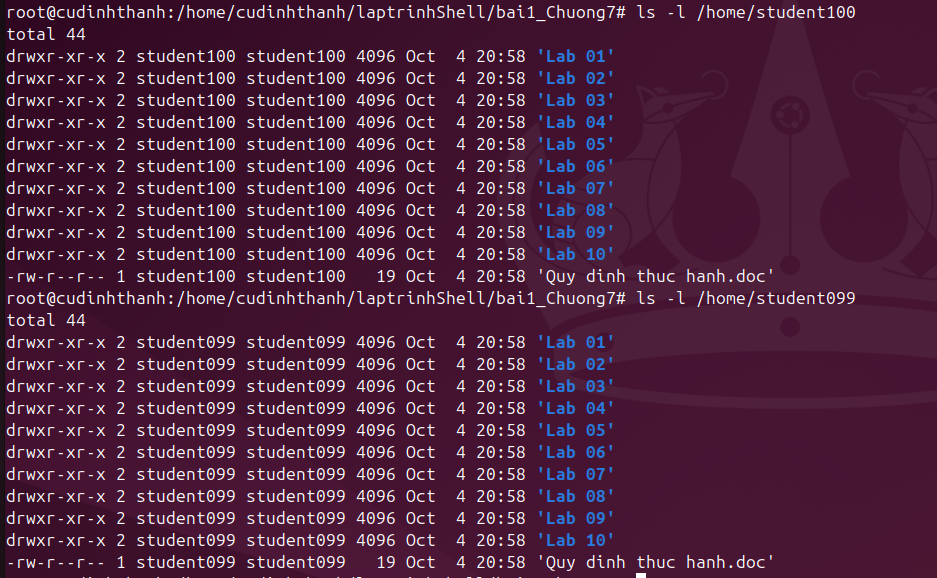 root@cudinhthanh:/home/cudinhthanh/laptrinhShell/bai1_Chuong7# ls -l /home/student100
total 44
drwxr-xr-x 2 student100 student100 4096 Oct  4 20:58 'Lab 01'
drwxr-xr-x 2 student100 student100 4096 Oct  4 20:58 'Lab 02'
drwxr-xr-x 2 student100 student100 4096 Oct  4 20:58 'Lab 03'
drwxr-xr-x 2 student100 student100 4096 Oct  4 20:58 'Lab 04'
drwxr-xr-x 2 student100 student100 4096 Oct  4 20:58 'Lab 05'
drwxr-xr-x 2 student100 student100 4096 Oct  4 20:58 'Lab 06'
drwxr-xr-x 2 student100 student100 4096 Oct  4 20:58 'Lab 07'
drwxr-xr-x 2 student100 student100 4096 Oct  4 20:58 'Lab 08'
drwxr-xr-x 2 student100 student100 4096 Oct  4 20:58 'Lab 09'
drwxr-xr-x 2 student100 student100 4096 Oct  4 20:58 'Lab 10'
-rw-r--r-- 1 student100 student100   19 Oct  4 20:58 'Quy dinh thuc hanh.doc'
root@cudinhthanh:/home/cudinhthanh/laptrinhShell/bai1_Chuong7# ls -l /home/student099
total 44
drwxr-xr-x 2 student099 student099 4096 Oct  4 20:58 'Lab 01'
drwxr-xr-x 2 student099 student099 4096 Oct  4 20:58 'Lab 02'
drwxr-xr-x 2 student099 student099 4096 Oct  4 20:58 'Lab 03'
drwxr-xr-x 2 student099 student099 4096 Oct  4 20:58 'Lab 04'
drwxr-xr-x 2 student099 student099 4096 Oct  4 20:58 'Lab 05'
drwxr-xr-x 2 student099 student099 4096 Oct  4 20:58 'Lab 06'
drwxr-xr-x 2 student099 student099 4096 Oct  4 20:58 'Lab 07'
drwxr-xr-x 2 student099 student099 4096 Oct  4 20:58 'Lab 08'
drwxr-xr-x 2 student099 student099 4096 Oct  4 20:58 'Lab 09'
drwxr-xr-x 2 student099 student099 4096 Oct  4 20:58 'Lab 10'
-rw-r--r-- 1 student099 student099   19 Oct  4 20:58 'Quy dinh thuc hanh.doc'